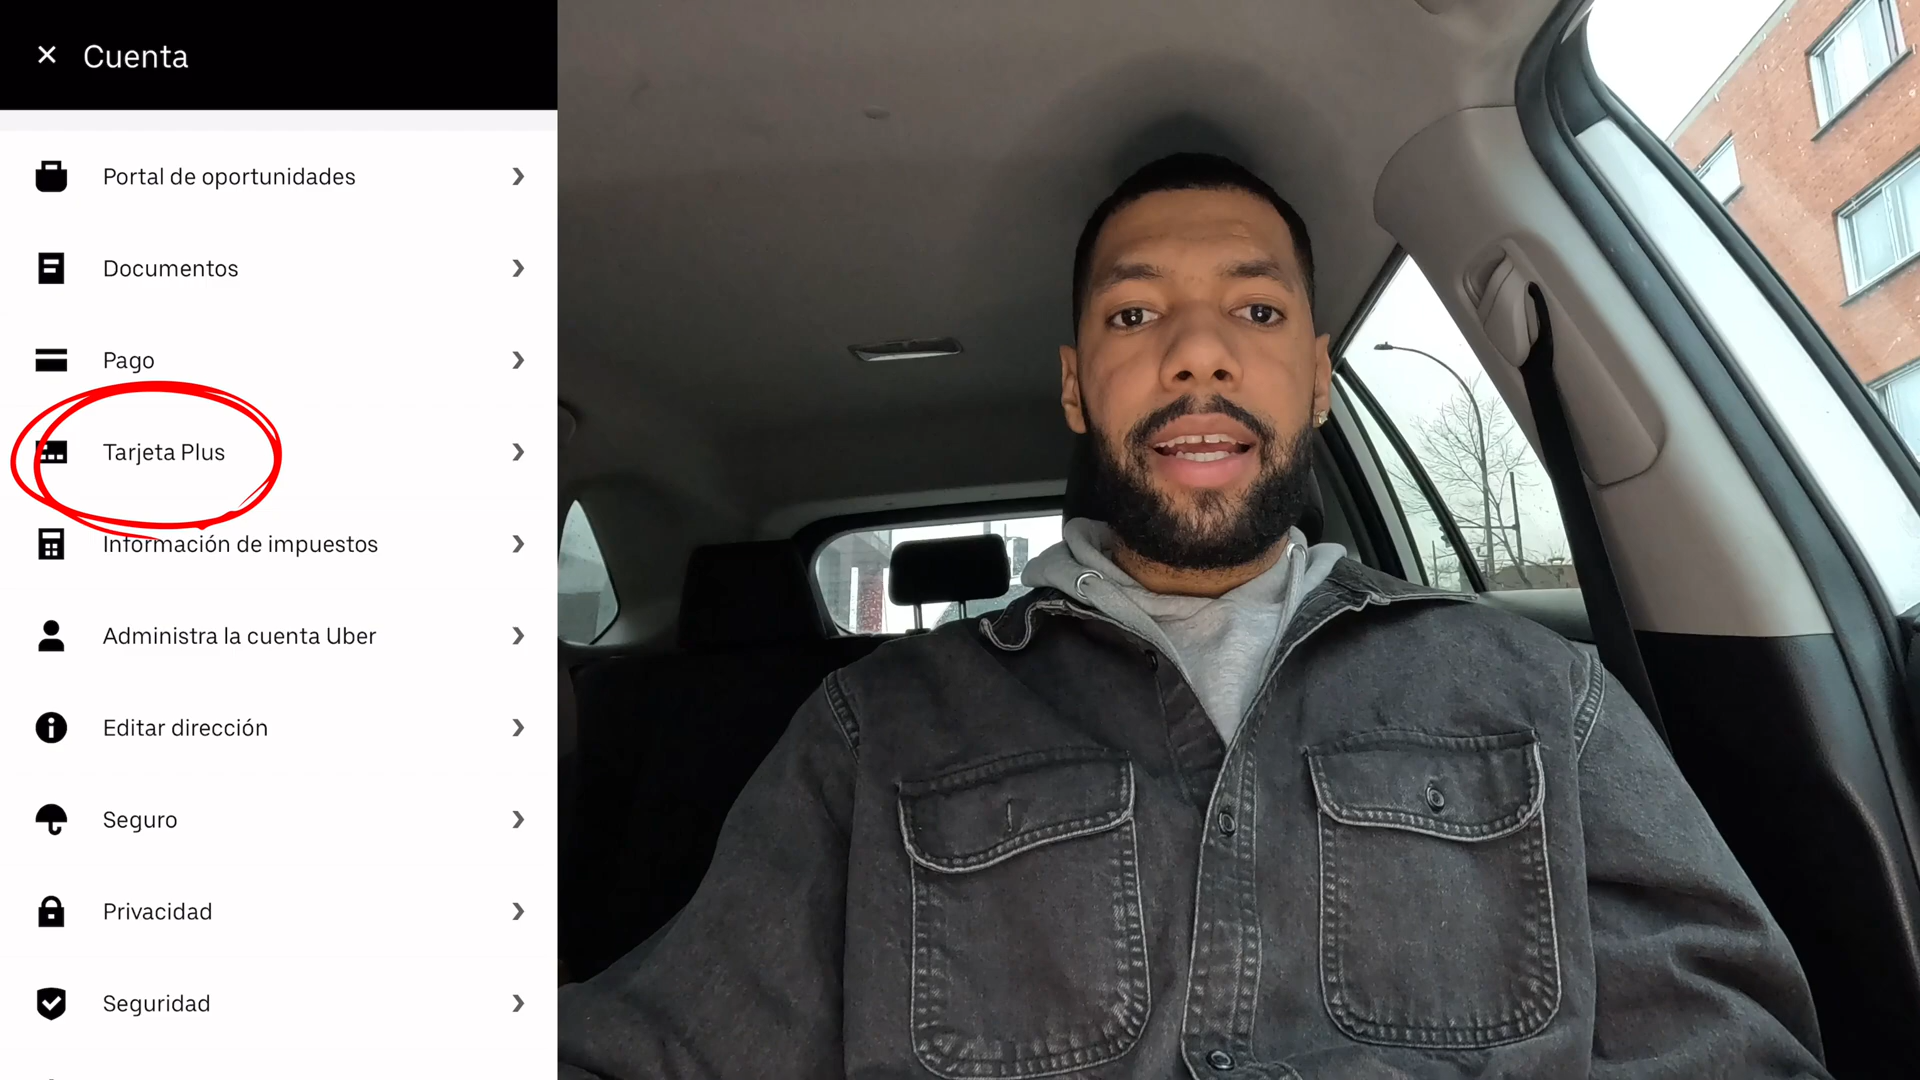 Cuenta
Portal de oportunidades
Documentos
Pago
Tarjeta Plus
Información de impuestos
Administra la cuenta Uber
Editar dirección
Seguro
Privacidad
Seguridad